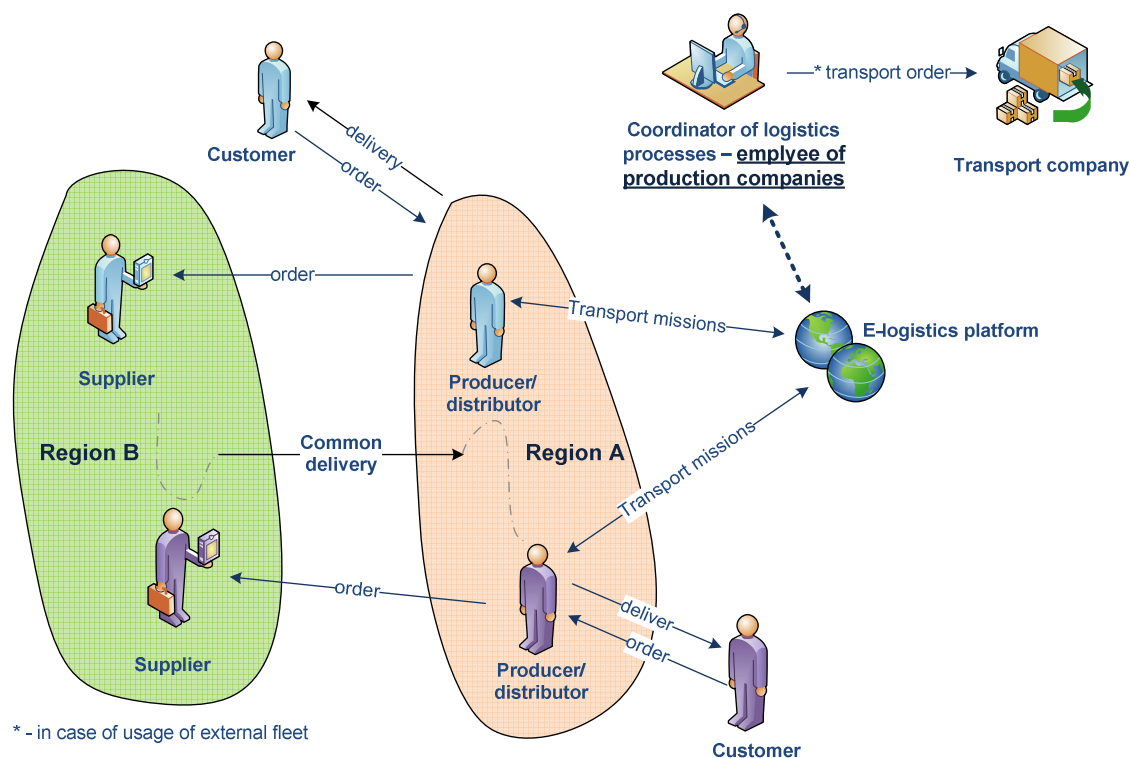 * transport order
Coordinator of logistics
processes – emplyee of
production companies
Transport company
Customer
delivery
order
order
Supplier
Producer/
distributor
Transport missions
E-logistics platform
Region B
Common
delivery
Region A
Transport missions
order
Supplier
Producer/
distributor
deliver
order
Customer
* - in case of usage of external fleet